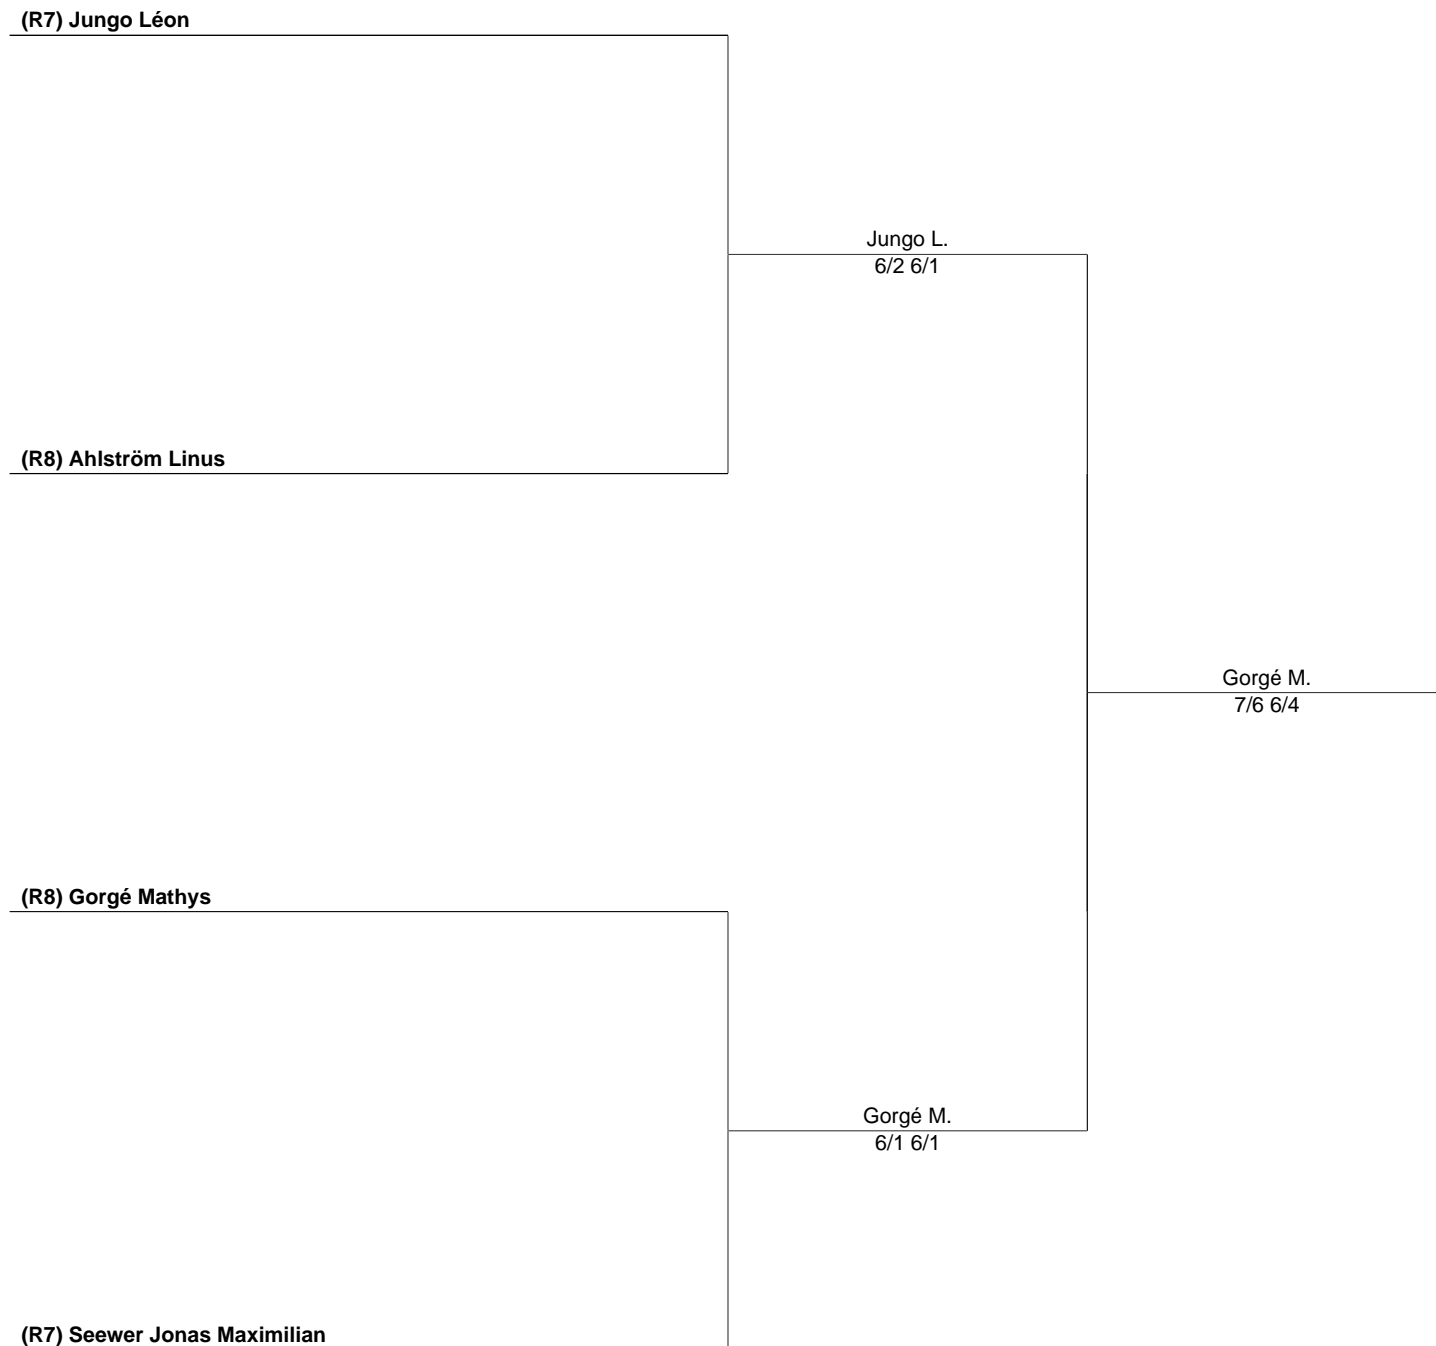 (R7) Jungo Léon
Jungo L.
6/2 6/1
(R8) Ahlström Linus
Gorgé M.
7/6 6/4
(R8) Gorgé Mathys
Gorgé M.
6/1 6/1
(R7) Seewer Jonas Maximilian